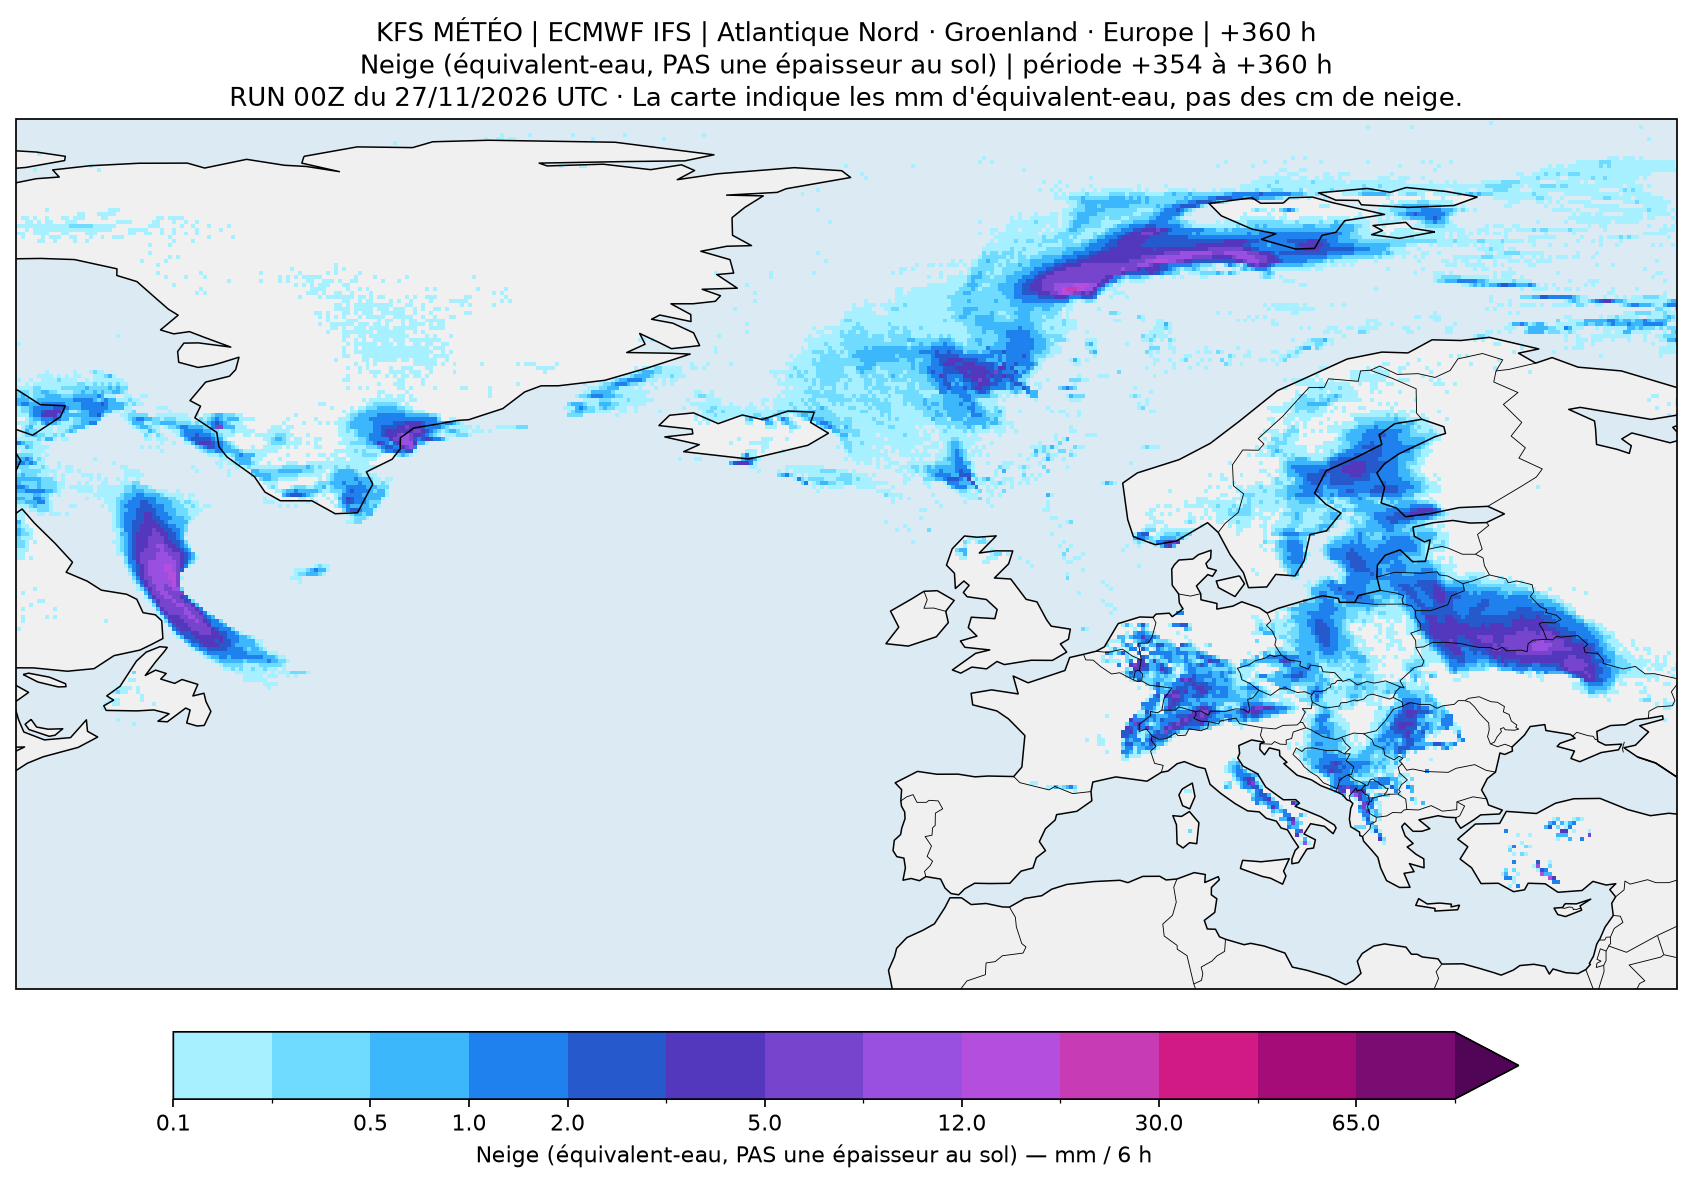 KFS MÉTÉO | ECMWF IFS | Atlantique Nord · Groenland · Europe | +360 h
Neige (équivalent-eau, PAS une épaisseur au sol) | période +354 à +360 h
RUN 00Z du 27/11/2026 UTC · La carte indique les mm d'équivalent-eau, pas des cm de neige.
0.1 0.5 1.0 2.0 5.0 12.0 30.0 65.0
Neige (équivalent-eau, PAS une épaisseur au sol) — mm / 6 h